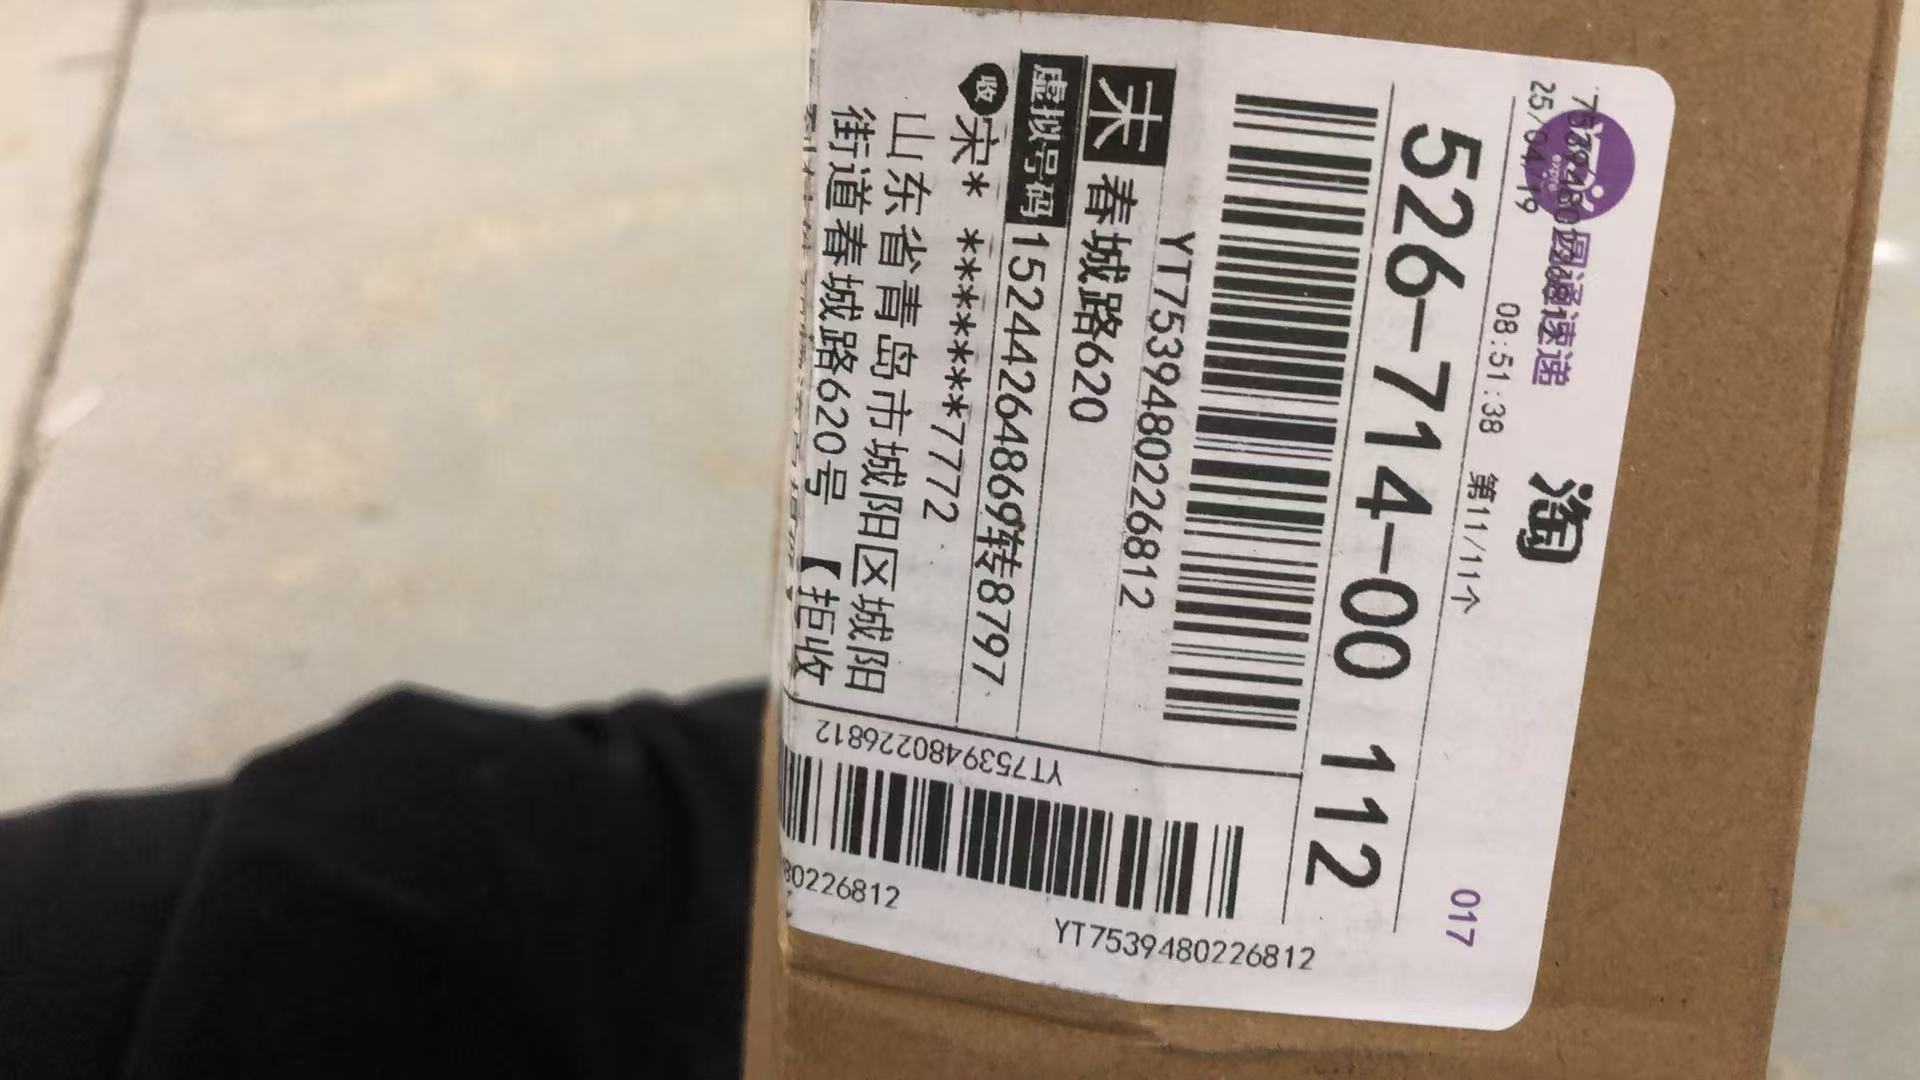 圆通速递
淘
25/04/19 08:51:38 第11/11个
017
526-714-00 112
YT7539480226812
末 春城路620
虚拟号码 15244264869转8797
收 宋* *******7772
山东省青岛市城阳区城阳
街道春城路620号 【拒收
YT7539480226812
80226812
YT7539480226812